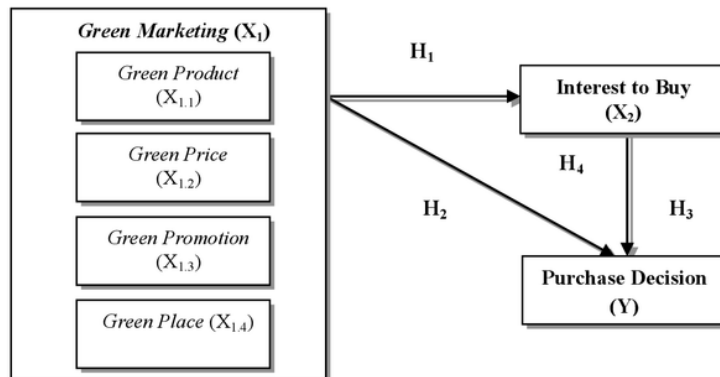 Green Marketing (X₁)
Green Product
(X₁.₁)
Green Price
(X₁.₂)
Green Promotion
(X₁.₃)
Green Place (X₁.₄)
H₁
Interest to Buy
(X₂)
H₄
H₂
H₃
Purchase Decision
(Y)